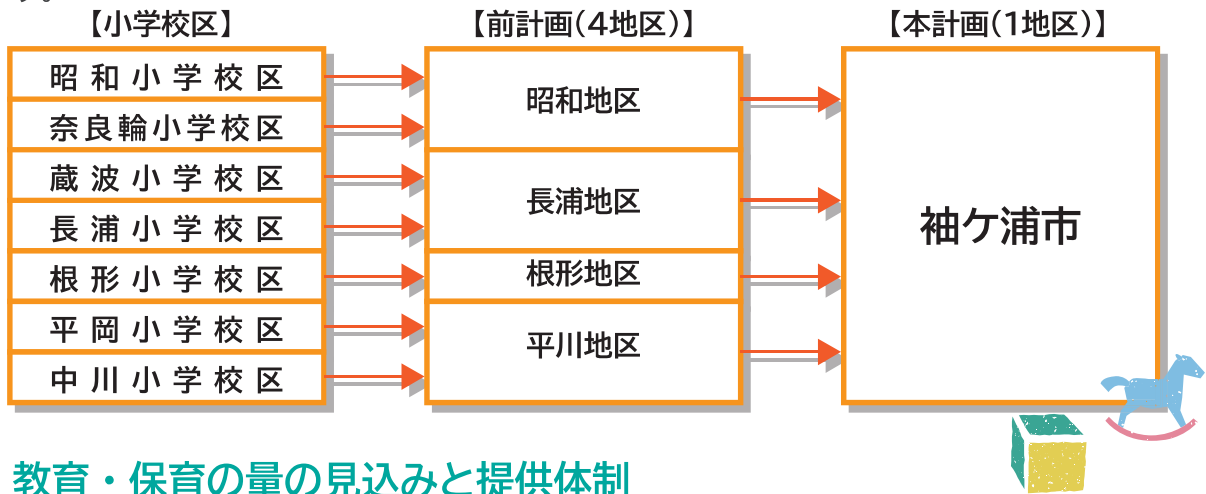 す。
【小学校区】
【前計画(4地区)】
【本計画(1地区)】
昭和小学校区
奈良輪小学校区
蔵波小学校区
長浦小学校区
根形小学校区
平岡小学校区
中川小学校区
昭和地区
長浦地区
根形地区
平川地区
袖ケ浦市
教育・保育の量の見込みと提供体制